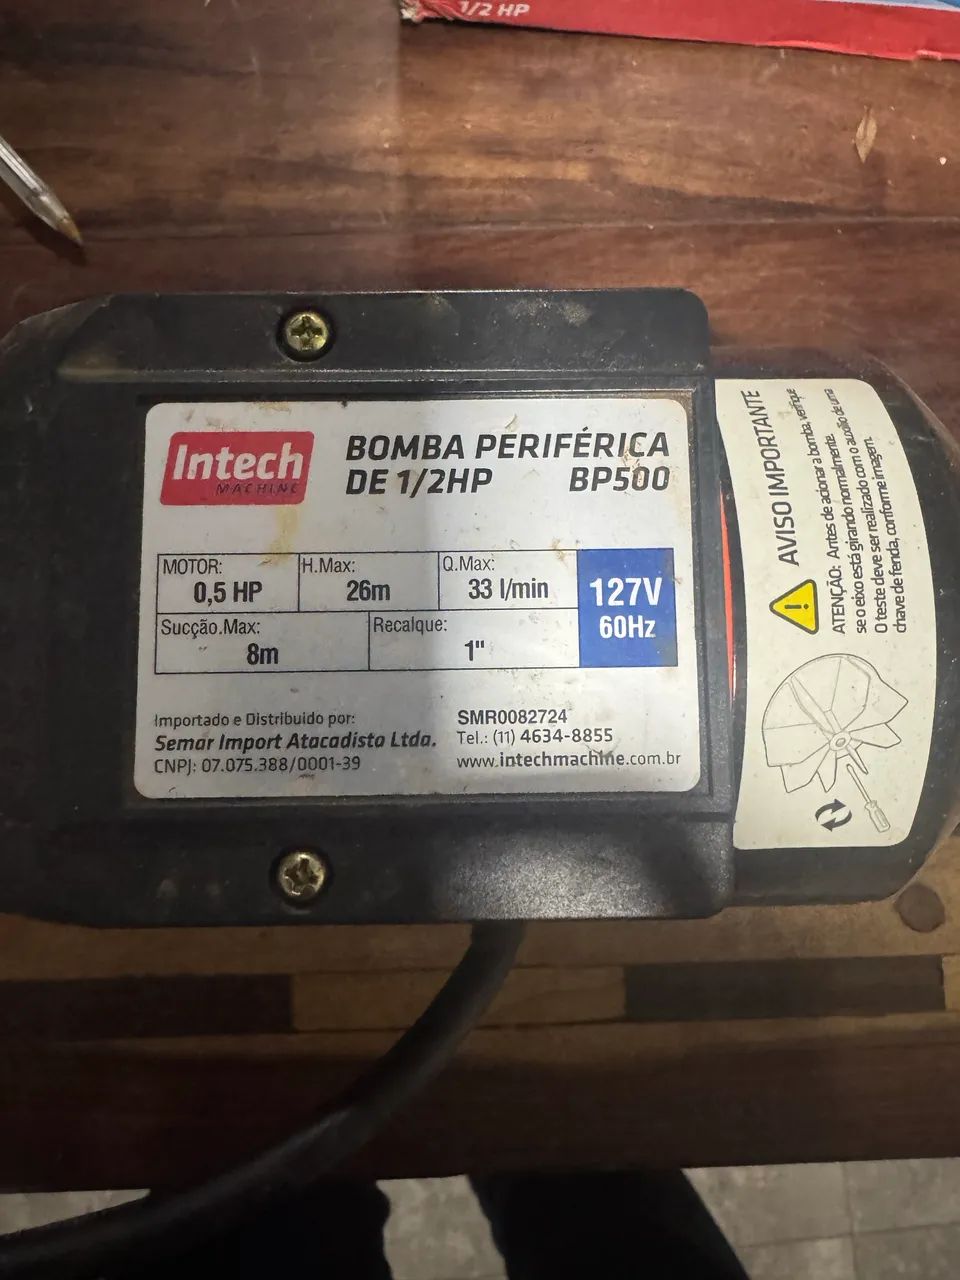 1/2 HP
Intech
MACHINE
BOMBA PERIFÉRICA
DE 1/2HP BP500
MOTOR:
0,5 HP
H.Max:
26m
Q.Max:
33 l/min
127V
60Hz
Sucção.Max:
8m
Recalque:
1"
Importado e Distribuido por:
Semar Import Atacadista Ltda.
CNPJ: 07.075.388/0001-39
SMR0082724
Tel.: (11) 4634-8855
www.intechmachine.com.br
AVISO IMPORTANTE
ATENÇÃO: Antes de acionar a bomba, verifique
se o eixo está girando normalmente.
O teste deve ser realizado com o auxílio de uma
chave de fenda, conforme imagem.